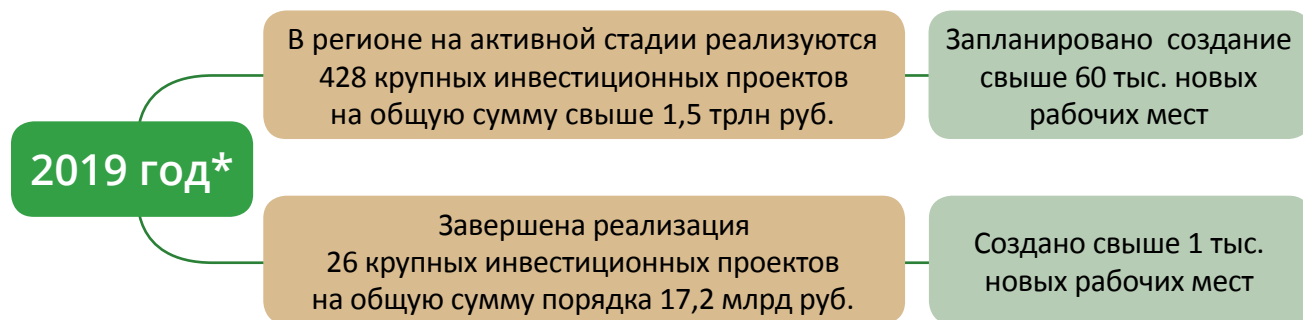 2019 год*
В регионе на активной стадии реализуются
428 крупных инвестиционных проектов
на общую сумму свыше 1,5 трлн руб.
Запланировано создание
свыше 60 тыс. новых
рабочих мест
Завершена реализация
26 крупных инвестиционных проектов
на общую сумму порядка 17,2 млрд руб.
Создано свыше 1 тыс.
новых рабочих мест